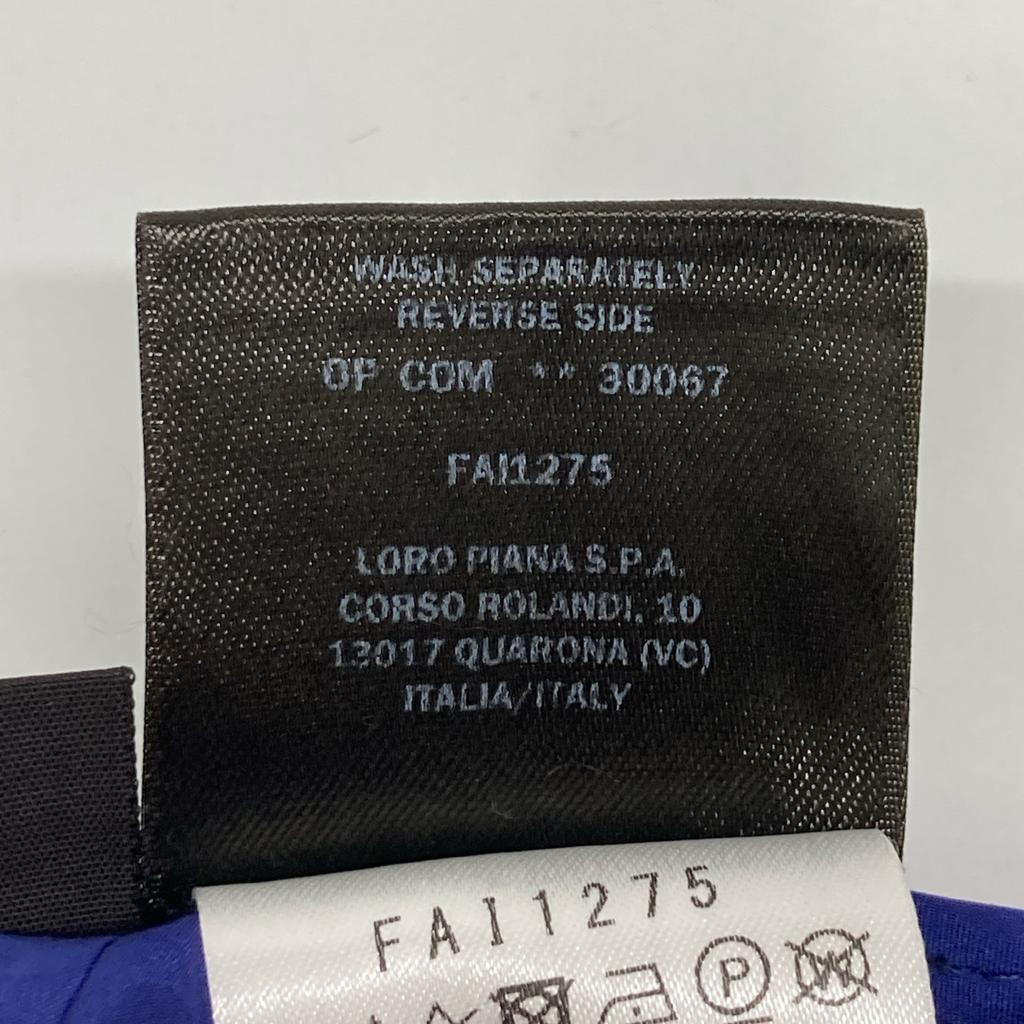 WASH SEPARATELY
REVERSE SIDE
OP COM ** 30067
FAI1275
LORO PIANA S.P.A.
CORSO ROLANDI, 10
13017 QUARONA (VC)
ITALIA/ITALY
FAI1275
P W